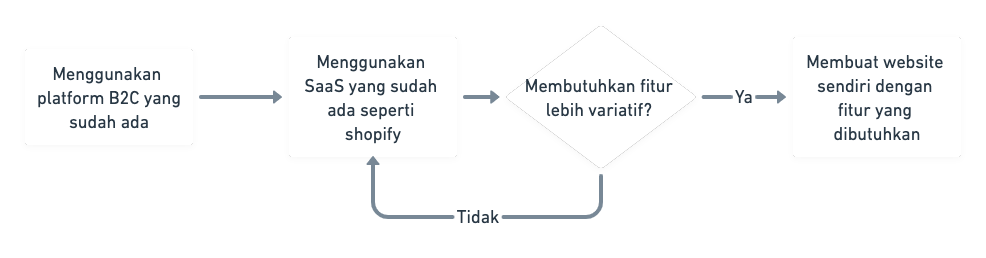 Menggunakan
platform B2C yang
sudah ada
Menggunakan
SaaS yang sudah
ada seperti
shopify
Membutuhkan fitur
lebih variatif?
Ya
Membuat website
sendiri dengan
fitur yang
dibutuhkan
Tidak